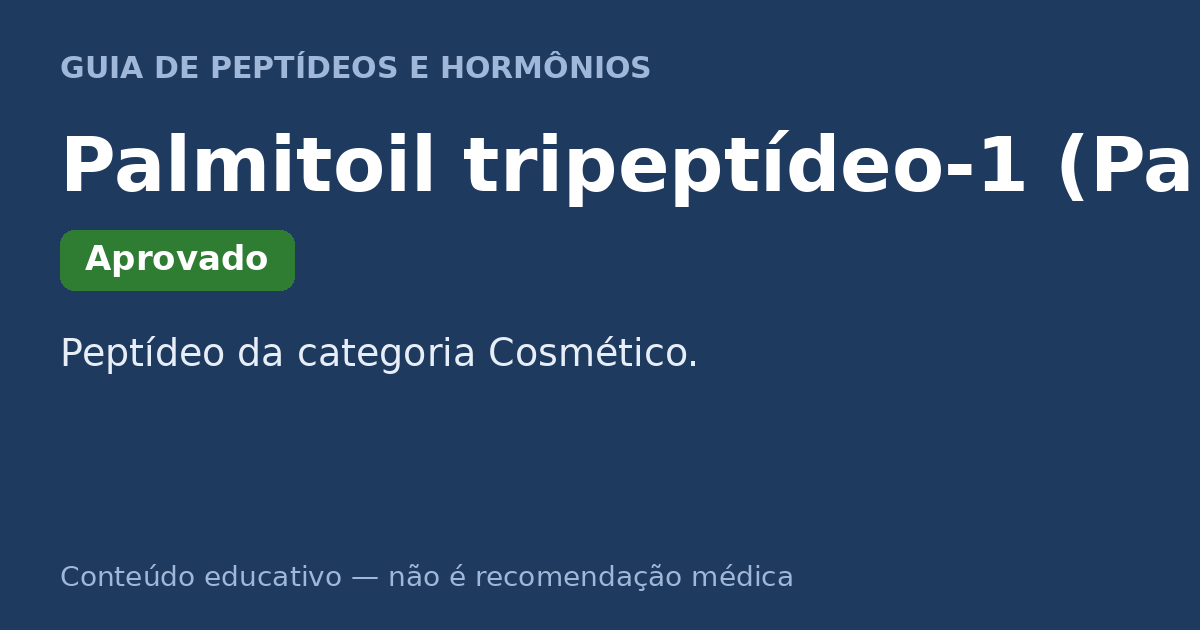 GUIA DE PEPTÍDEOS E HORMÔNIOS
Palmitoil tripeptídeo-1 (Pa
Aprovado
Peptídeo da categoria Cosmético.
Conteúdo educativo — não é recomendação médica